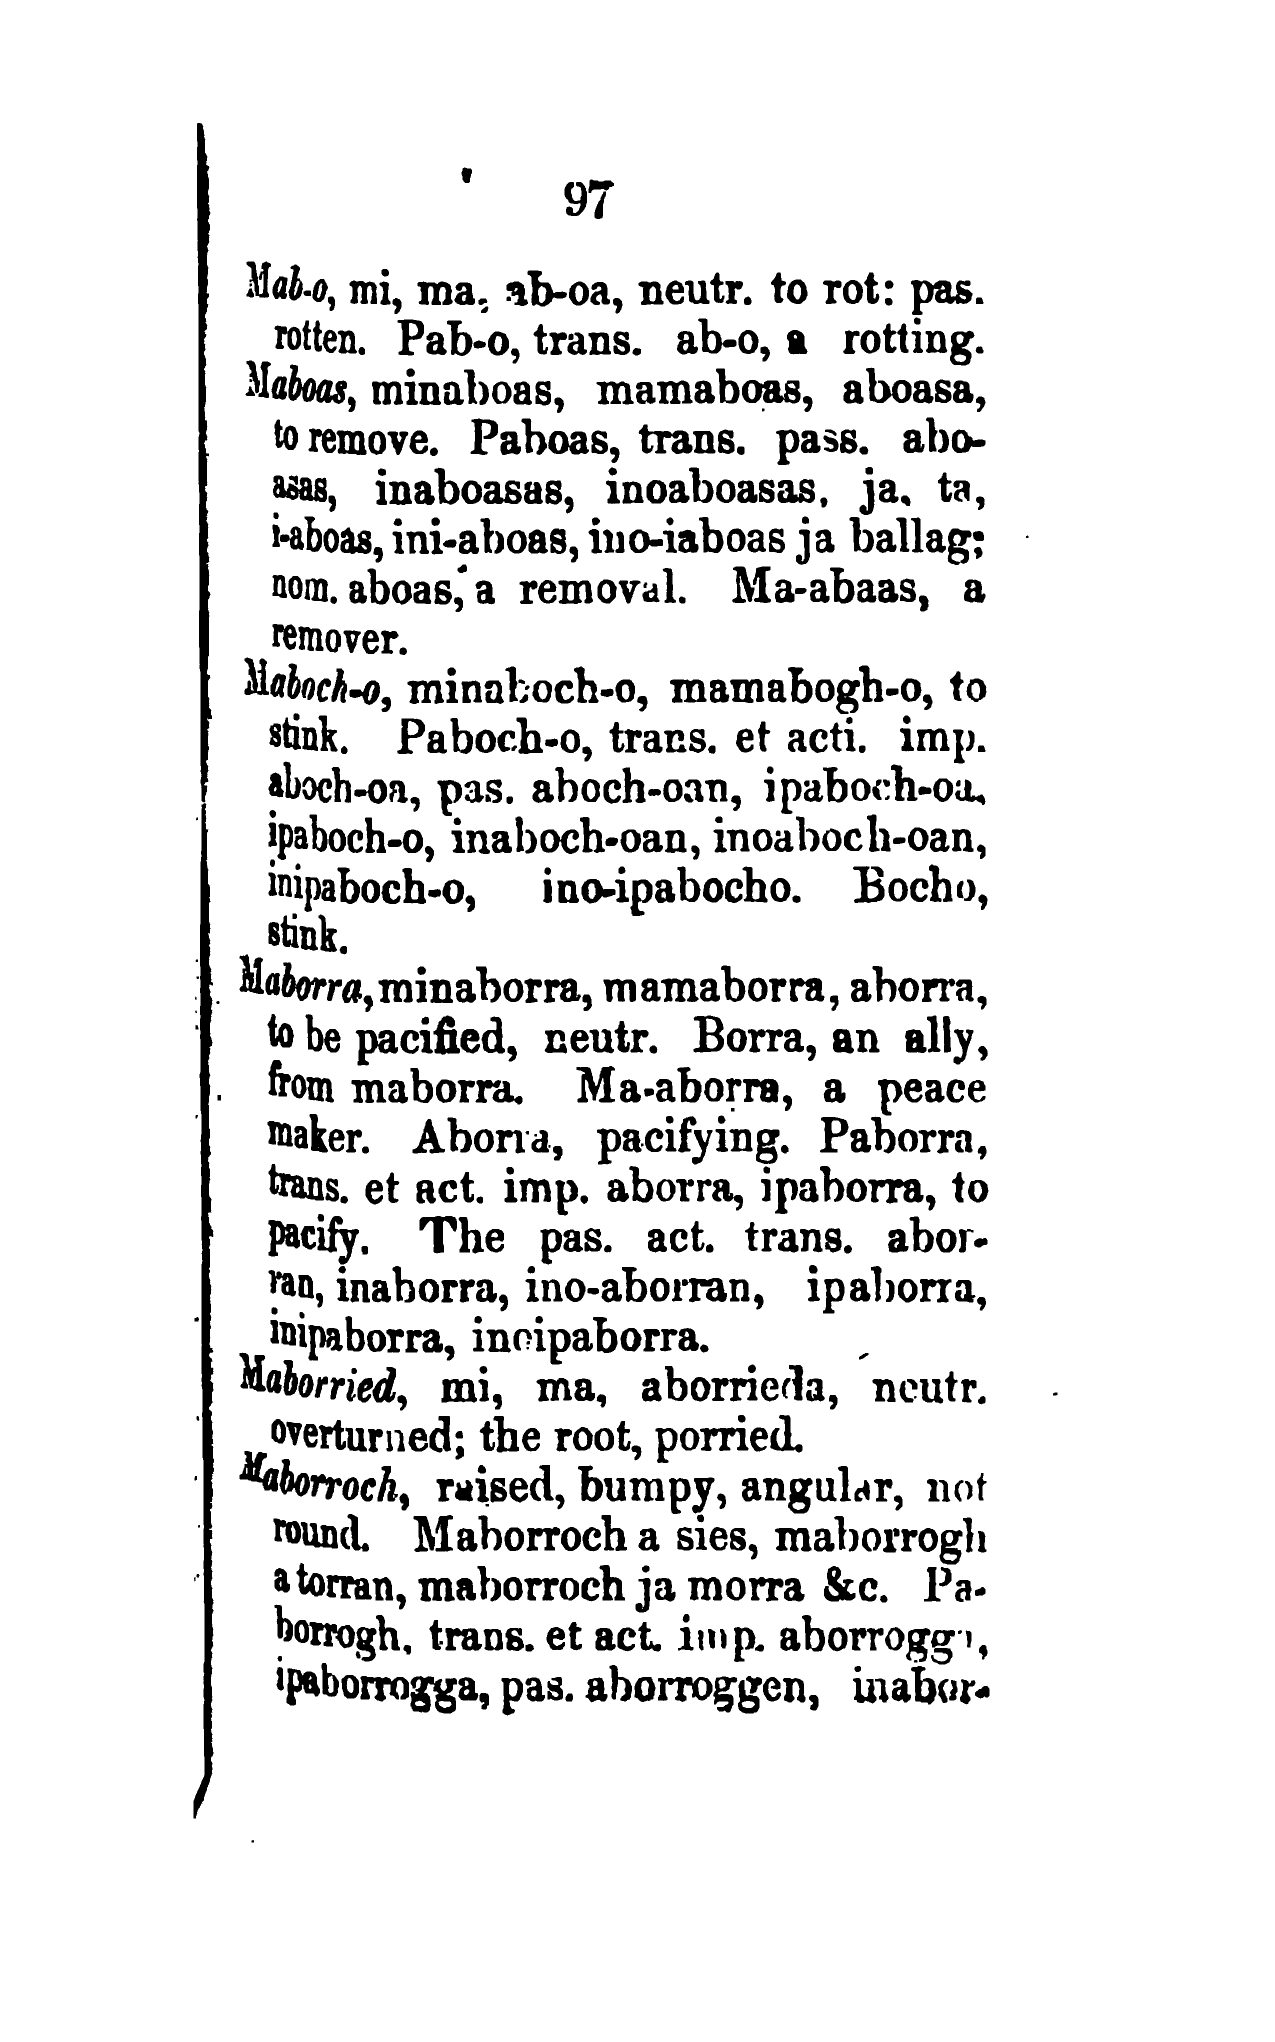 97
Mab-o, mi, ma, ab-oa, neutr. to rot: pas.
rotten. Pab-o, trans. ab-o, a rotting.
Maboas, minaboas, mamaboas, aboasa,
to remove. Paboas, trans. pass. abo-
asas, inaboasas, inoaboasas, ja, ta,
i-aboas, ini-aboas, ino-iaboas ja ballag;
nom. aboas, a removal. Ma-abaas, a
remover.
Maboch-o, minaboch-o, mamabogh-o, to
stink. Paboch-o, trans. et acti. imp.
aboch-oa, pas. aboch-oan, ipaboch-oa,
ipaboch-o, inaboch-oan, inoaboch-oan,
inipaboch-o, ino-ipabocho. Bocho,
stink.
Maborra, minaborra, mamaborra, aborra,
to be pacified, neutr. Borra, an ally,
from maborra. Ma-aborra, a peace
maker. Aborra, pacifying. Paborra,
trans. et act. imp. aborra, ipaborra, to
pacify. The pas. act. trans. abor-
ran, inaborra, ino-aborran, ipaborra,
inipaborra, inoipaborra.
Maborried, mi, ma, aborrieda, neutr.
overturned; the root, porried.
Maborroch, raised, bumpy, angular, not
round. Maborroch a sies, maborrogh
a torran, maborroch ja morra &c. Pa-
borrogh, trans. et act. imp. aborrogga,
ipaborrogga, pas. aborroggen, inabor-